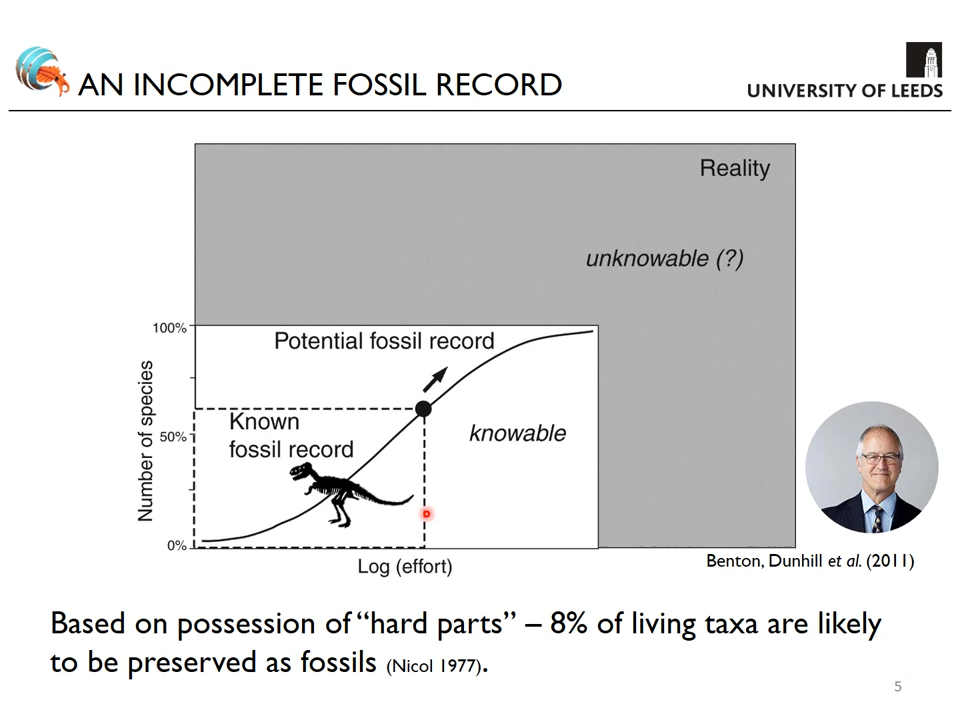 AN INCOMPLETE FOSSIL RECORD
UNIVERSITY OF LEEDS
Reality
unknowable (?)
100%
Potential fossil record
Number of species
Known
fossil record
knowable
50%
0%
Log (effort)
Benton, Dunhill et al. (2011)
Based on possession of “hard parts” – 8% of living taxa are likely
to be preserved as fossils (Nicol 1977).
5